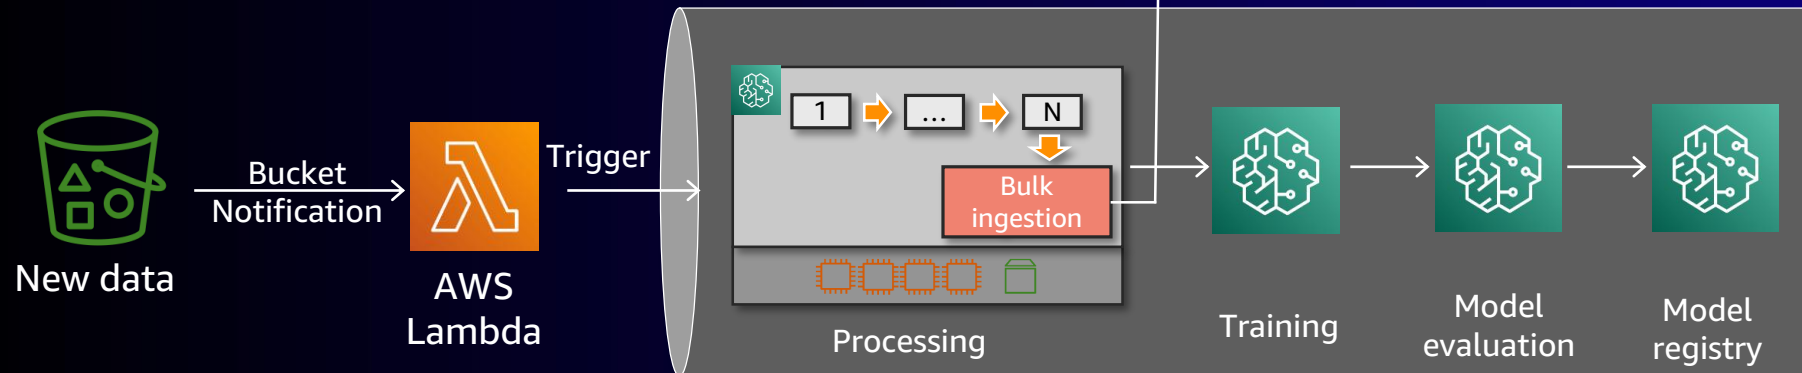 New data
Bucket
Notification
AWS
Lambda
Trigger
1
...
N
Bulk
ingestion
Processing
Training
Model
evaluation
Model
registry